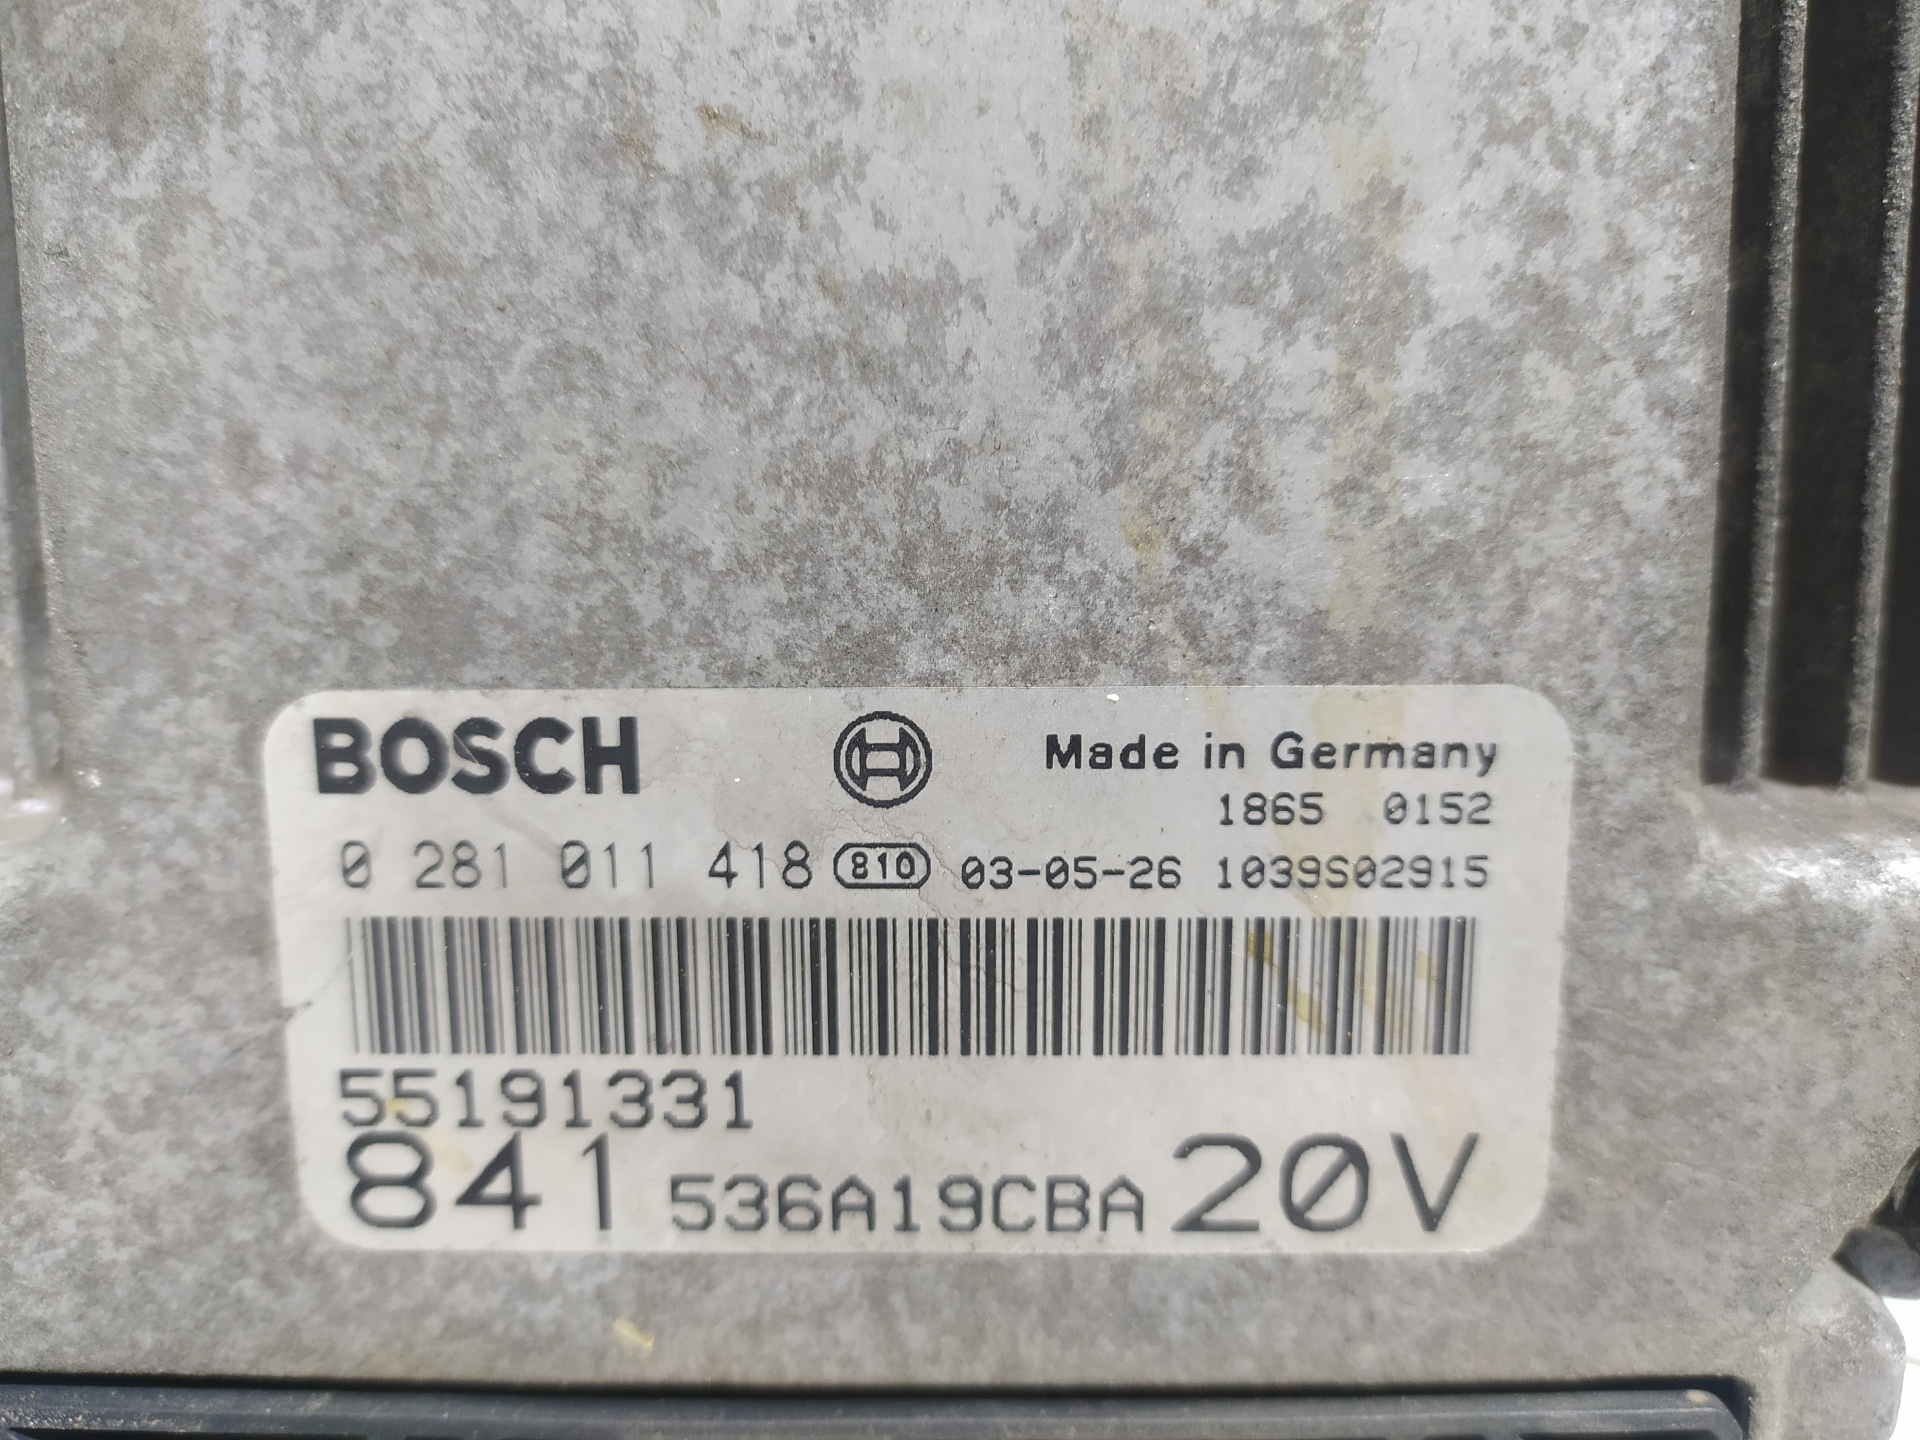 BOSCH Made in Germany
1865 0152
0 281 011 418 810 03-05-26 1039S02915
55191331
841 536A19CBA 20V